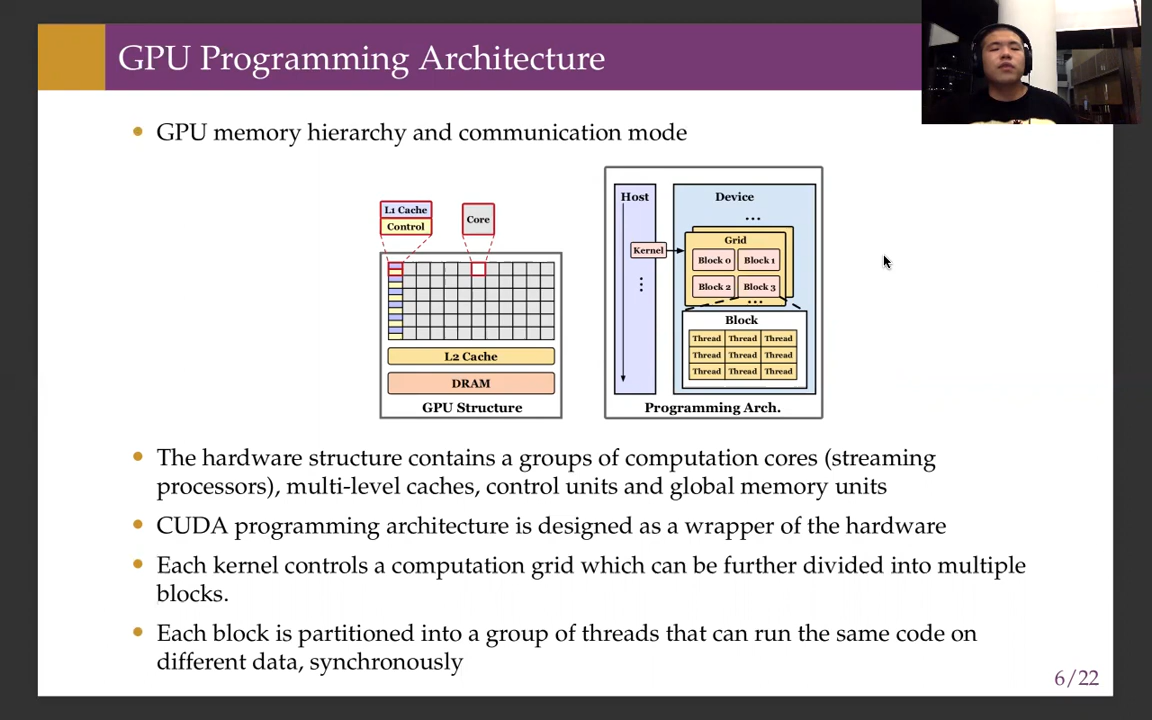 GPU Programming Architecture
• GPU memory hierarchy and communication mode
L1 Cache
Control
Core
L2 Cache
DRAM
GPU Structure
Host
Device
...
Kernel
Grid
Block 0 Block 1
Block 2 Block 3
...
...
Block
Thread Thread Thread
Thread Thread Thread
Thread Thread Thread
Programming Arch.
• The hardware structure contains a groups of computation cores (streaming
processors), multi-level caches, control units and global memory units
• CUDA programming architecture is designed as a wrapper of the hardware
• Each kernel controls a computation grid which can be further divided into multiple
blocks.
• Each block is partitioned into a group of threads that can run the same code on
different data, synchronously
6/22